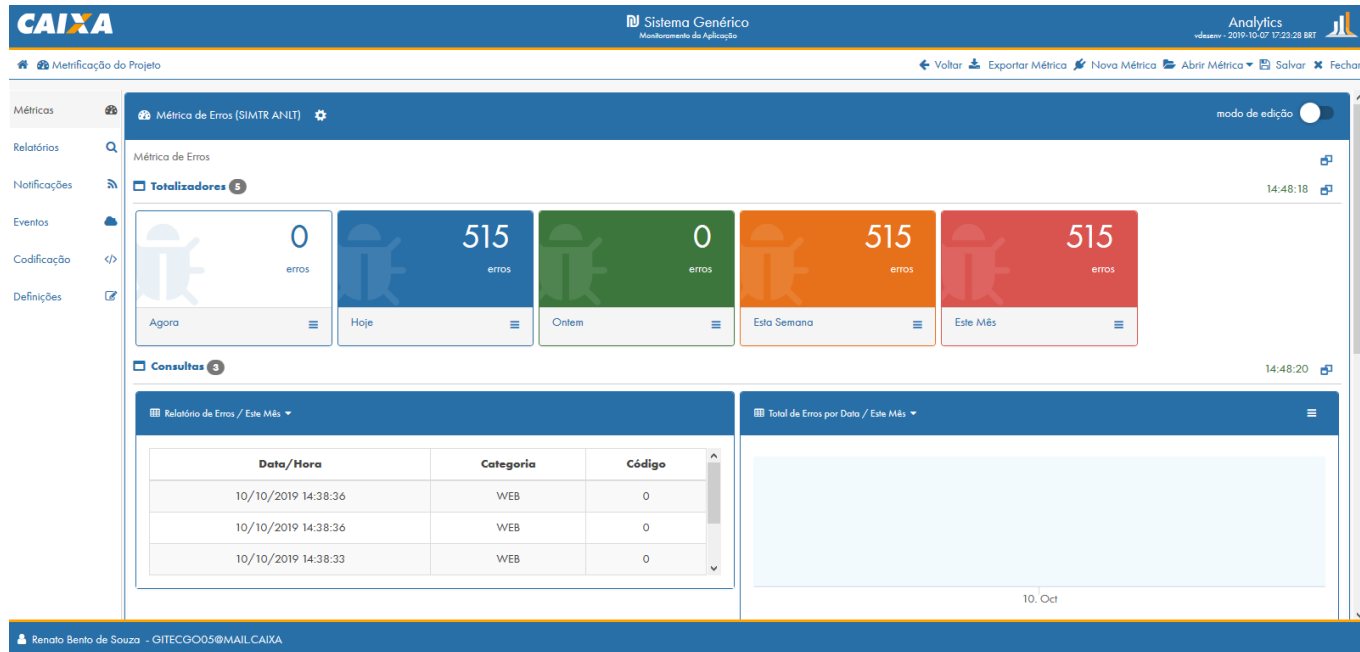 CAIXA
Sistema Genérico
Monitoramento da Aplicação
Analytics
vdesenv - 2019-10-07 17:23:28 BRT
Metrificação do Projeto
Voltar Exportar Métrica Nova Métrica Abrir Métrica Salvar Fechar
Métricas
Relatórios
Notificações
Eventos
Codificação
Definições
Métrica de Erros (SIMTR ANLT)
modo de edição
Métrica de Erros
Totalizadores 5
14:48:18
0
erros
Agora
515
erros
Hoje
0
erros
Ontem
515
erros
Esta Semana
515
erros
Este Mês
Consultas 3
14:48:20
Relatório de Erros / Este Mês
Data/Hora Categoria Código
10/10/2019 14:38:36 WEB 0
10/10/2019 14:38:36 WEB 0
10/10/2019 14:38:33 WEB 0
Total de Erros por Data / Este Mês
10. Oct
Renato Bento de Souza - GITECGO05@MAIL.CAIXA